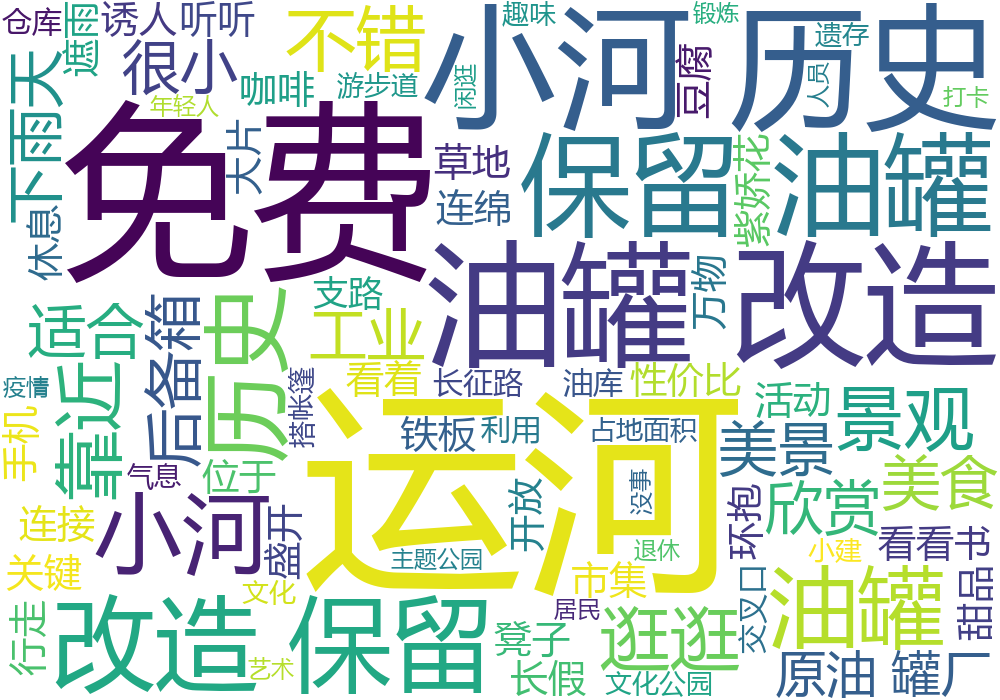 仓库
遮雨
诱人 听听
不错
小河
趣味
锻炼
历史
遗存
很小
咖啡
游步道
闲逛
豆腐
人员
打卡
下雨天
年轻人
免费
大片
草地
连绵
保留
紫娇花
油罐
休息
支路
油罐
万物
改造
适合
后备箱
历史
工业
看着
长征路
油库
性价比
疫情
搭帐篷
运河
活动
景观
手机
靠近
铁板
利用
占地面积
美景
气息
位于
没事
美食
连接
小河
盛开
开放
环抱
欣赏
看看书
关键
主题公园
退休
小建
文化
市集
交叉口
油罐
甜品
行走
改造
保留
居民
凳子
逛逛
艺术
长假
文化公园
原油 罐厂